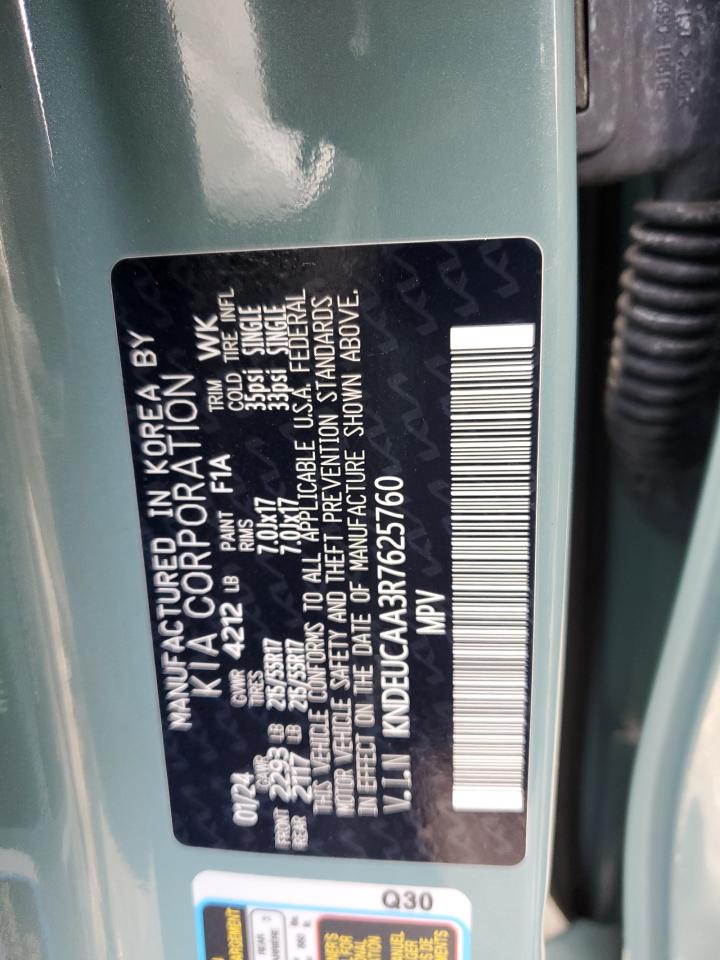 MANUFACTURED IN KOREA BY
KIA CORPORATION
01/24 GVWR 4212 LB PAINT F1A TRIM WK
GAWR TIRES RIMS COLD TIRE INFL
FRONT 2293 LB 215/55R17 7.0Jx17 35psi SINGLE
REAR 2117 LB 215/55R17 7.0Jx17 33psi SINGLE
THIS VEHICLE CONFORMS TO ALL APPLICABLE U.S.A. FEDERAL
MOTOR VEHICLE SAFETY AND THEFT PREVENTION STANDARDS
IN EFFECT ON THE DATE OF MANUFACTURE SHOWN ABOVE.
V.I.N KNDEUCAA3R7625760
MPV
Q30
REAR